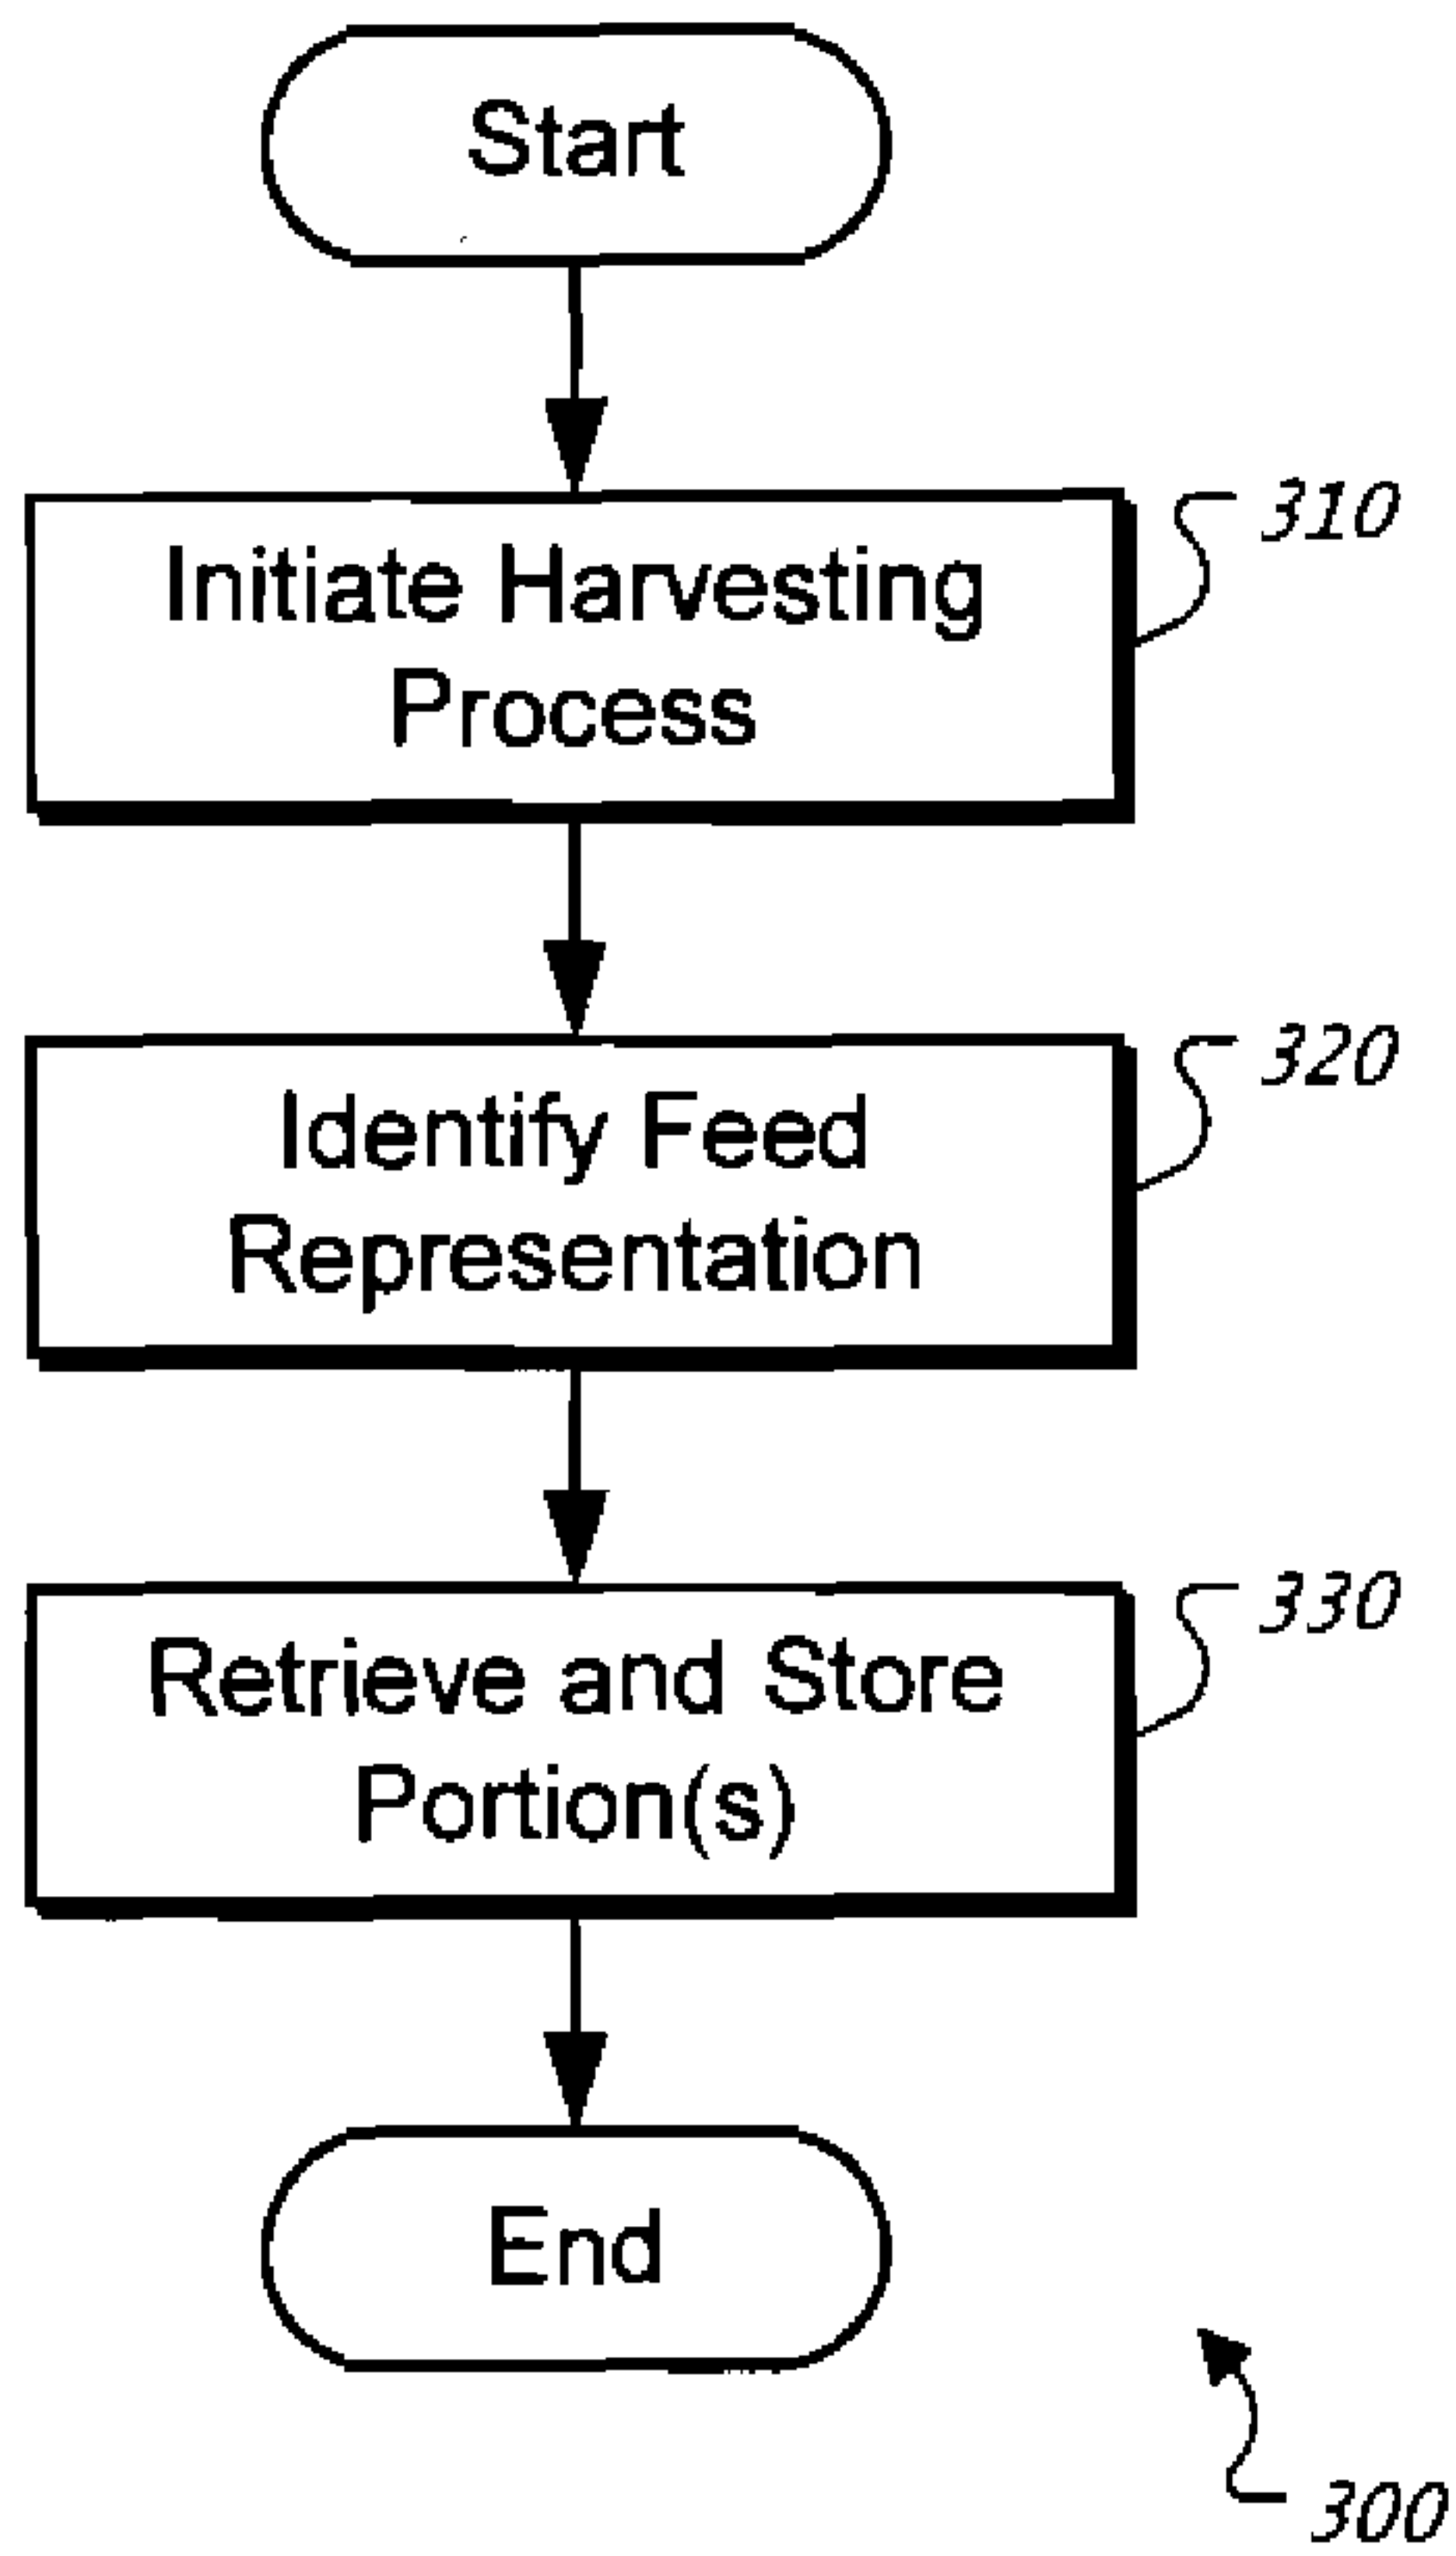 Start
310
Initiate Harvesting
Process
320
Identify Feed
Representation
330
Retrieve and Store
Portion(s)
End
300